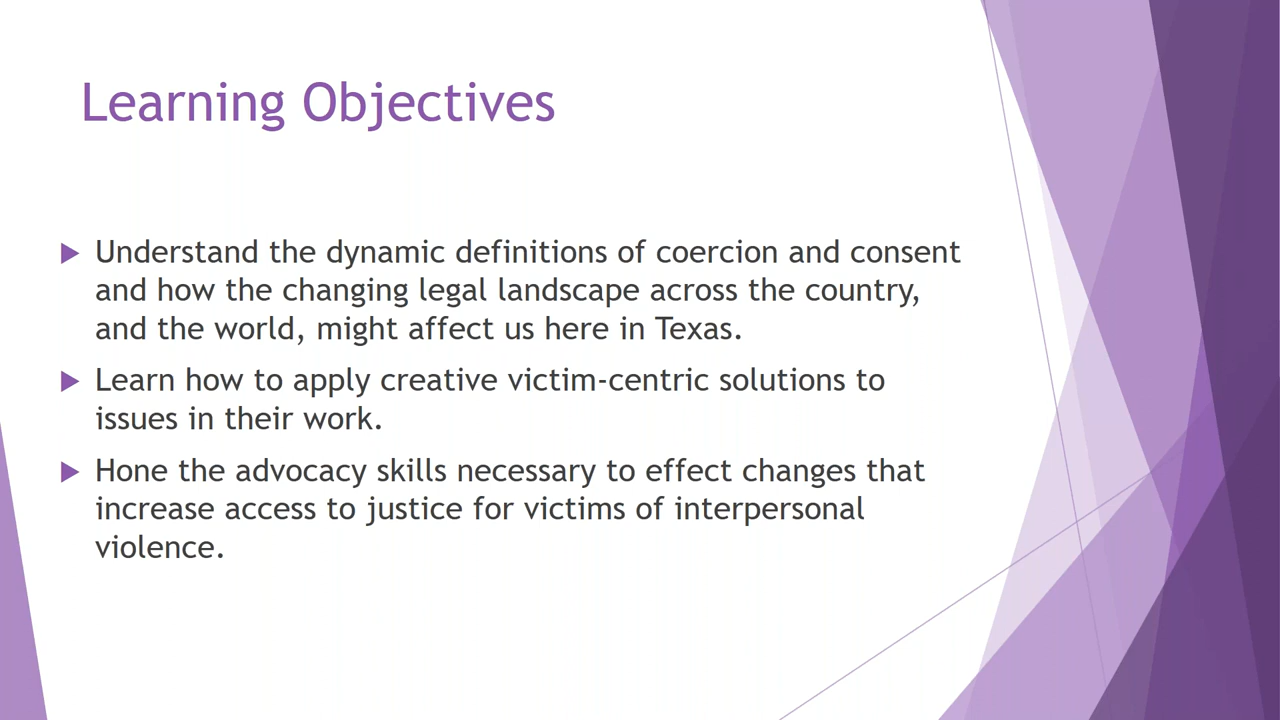 Learning Objectives
Understand the dynamic definitions of coercion and consent
and how the changing legal landscape across the country,
and the world, might affect us here in Texas.
Learn how to apply creative victim-centric solutions to
issues in their work.
Hone the advocacy skills necessary to effect changes that
increase access to justice for victims of interpersonal
violence.